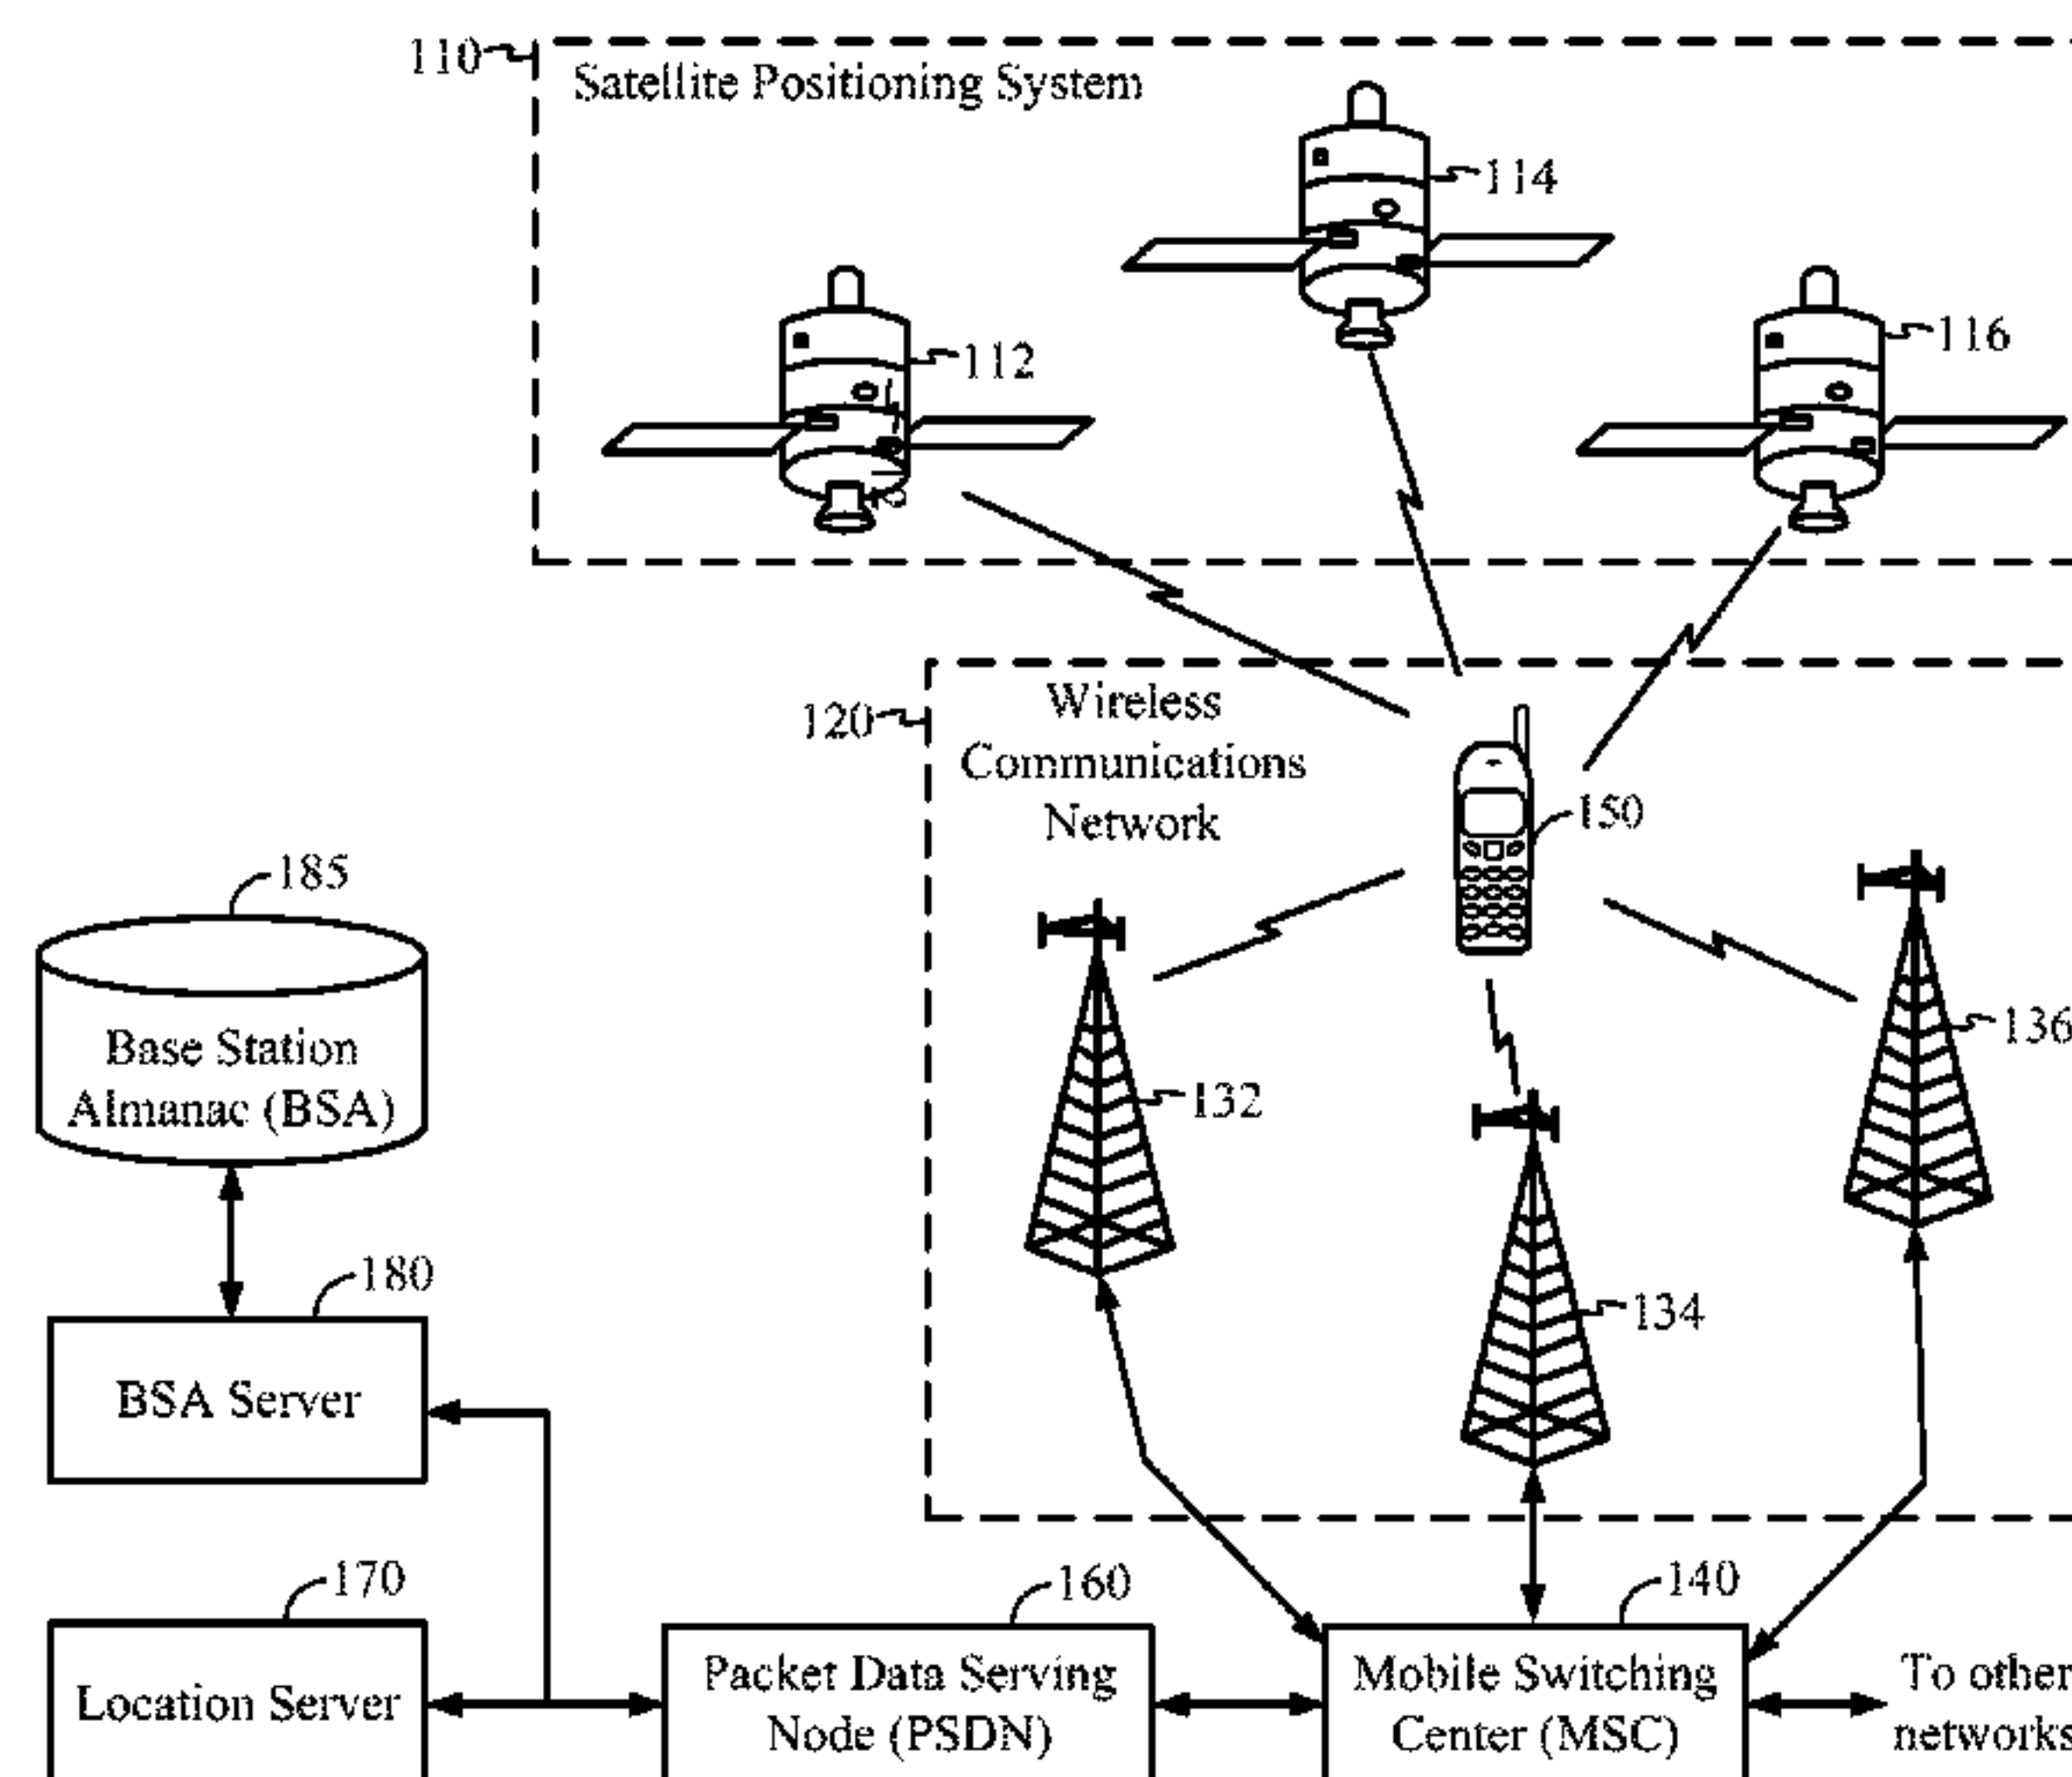 110
Satellite Positioning System
114
112
116
120
Wireless
Communications
Network
150
185
Base Station
Almanac (BSA)
136
132
180
BSA Server
134
170
Location Server
160
Packet Data Serving
Node (PSDN)
140
Mobile Switching
Center (MSC)
To other
networks